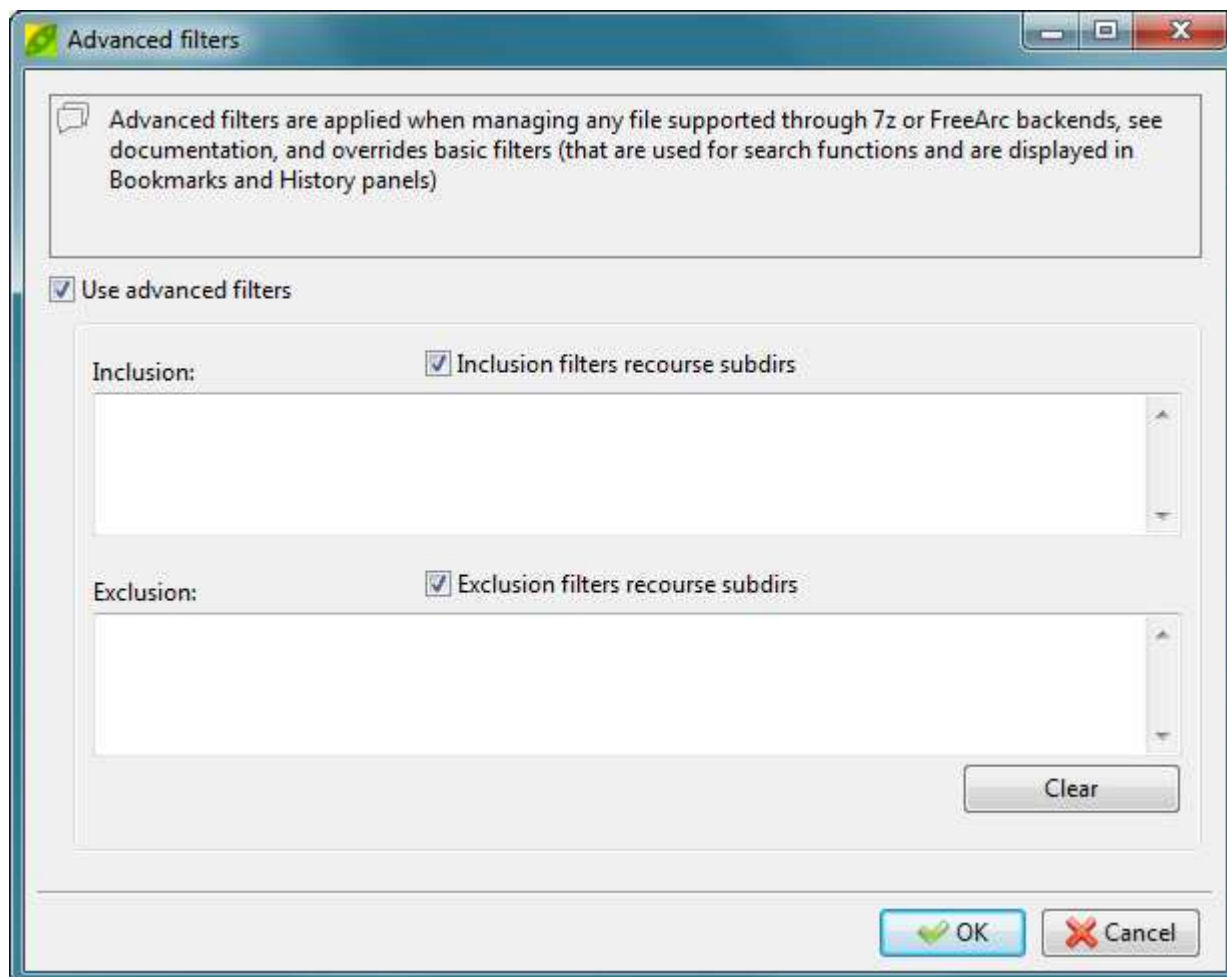 Advanced filters
Advanced filters are applied when managing any file supported through 7z or FreeArc backends, see
documentation, and overrides basic filters (that are used for search functions and are displayed in
Bookmarks and History panels)
Use advanced filters
Inclusion:
Inclusion filters recourse subdirs
Exclusion:
Exclusion filters recourse subdirs
Clear
OK
Cancel